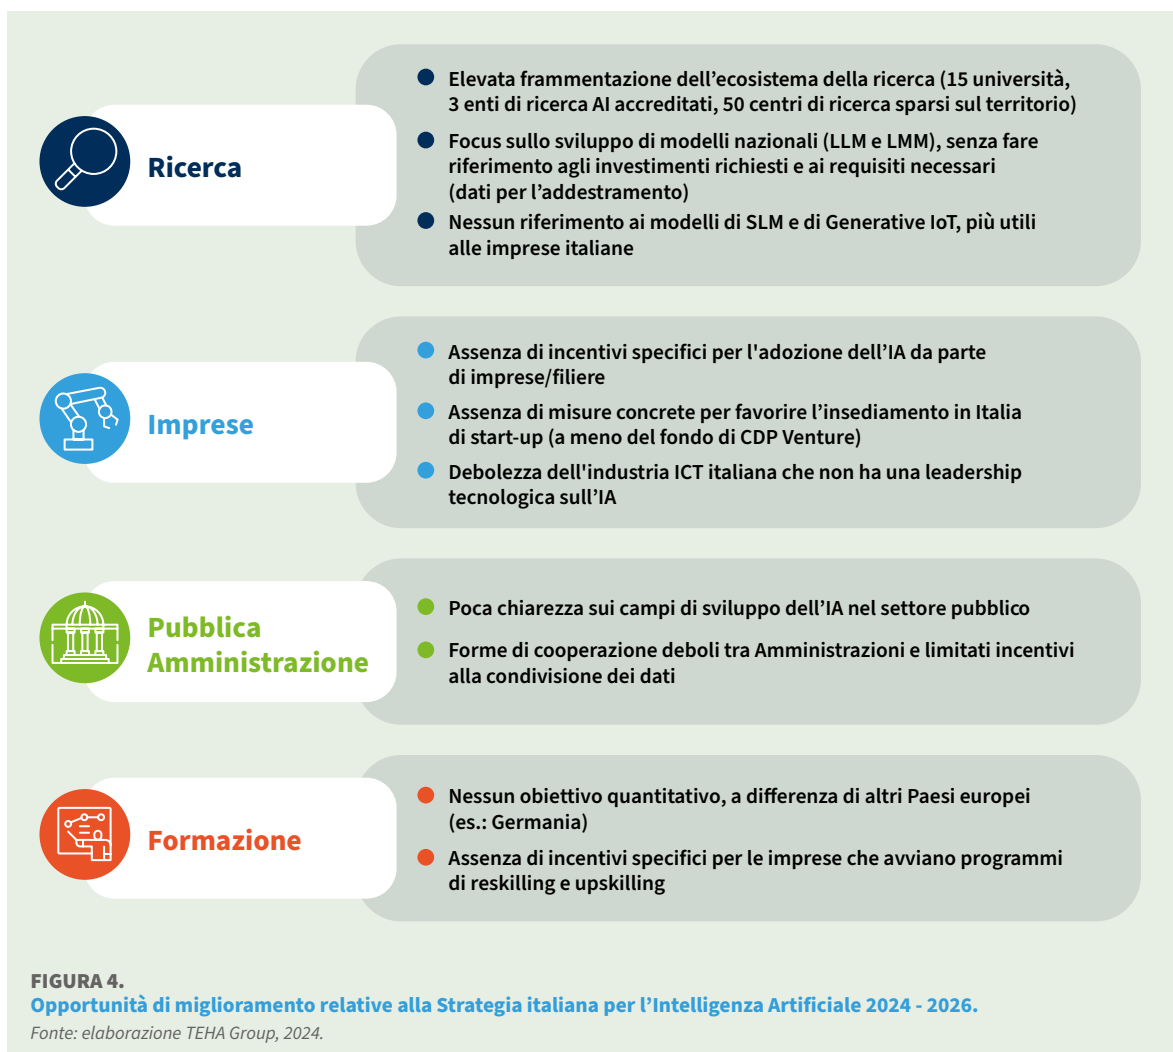 Ricerca
Elevata frammentazione dell’ecosistema della ricerca (15 università,
3 enti di ricerca AI accreditati, 50 centri di ricerca sparsi sul territorio)
Focus sullo sviluppo di modelli nazionali (LLM e LMM), senza fare
riferimento agli investimenti richiesti e ai requisiti necessari
(dati per l’addestramento)
Nessun riferimento ai modelli di SLM e di Generative IoT, più utili
alle imprese italiane
Imprese
Assenza di incentivi specifici per l'adozione dell’IA da parte
di imprese/filiere
Assenza di misure concrete per favorire l’insediamento in Italia
di start-up (a meno del fondo di CDP Venture)
Debolezza dell'industria ICT italiana che non ha una leadership
tecnologica sull’IA
Pubblica
Amministrazione
Poca chiarezza sui campi di sviluppo dell’IA nel settore pubblico
Forme di cooperazione deboli tra Amministrazioni e limitati incentivi
alla condivisione dei dati
Formazione
Nessun obiettivo quantitativo, a differenza di altri Paesi europei
(es.: Germania)
Assenza di incentivi specifici per le imprese che avviano programmi
di reskilling e upskilling
FIGURA 4.
Opportunità di miglioramento relative alla Strategia italiana per l’Intelligenza Artificiale 2024 - 2026.
Fonte: elaborazione TEHA Group, 2024.